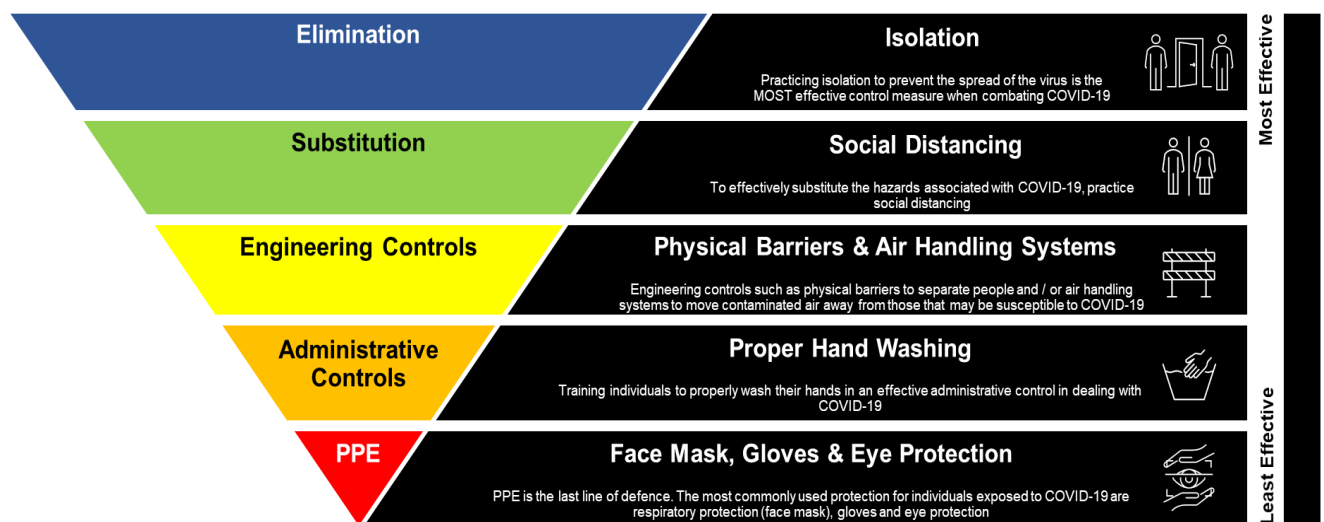 Elimination
Isolation
Practicing isolation to prevent the spread of the virus is the
MOST effective control measure when combating COVID-19
Most Effective
Substitution
Social Distancing
To effectively substitute the hazards associated with COVID-19, practice
social distancing
Engineering Controls
Physical Barriers & Air Handling Systems
Engineering controls such as physical barriers to separate people and / or air handling
systems to move contaminated air away from those that may be susceptible to COVID-19
Administrative
Controls
Proper Hand Washing
Training individuals to properly wash their hands in an effective administrative control in dealing with
COVID-19
PPE
Face Mask, Gloves & Eye Protection
PPE is the last line of defence. The most commonly used protection for individuals exposed to COVID-19 are
respiratory protection (face mask), gloves and eye protection
Least Effective